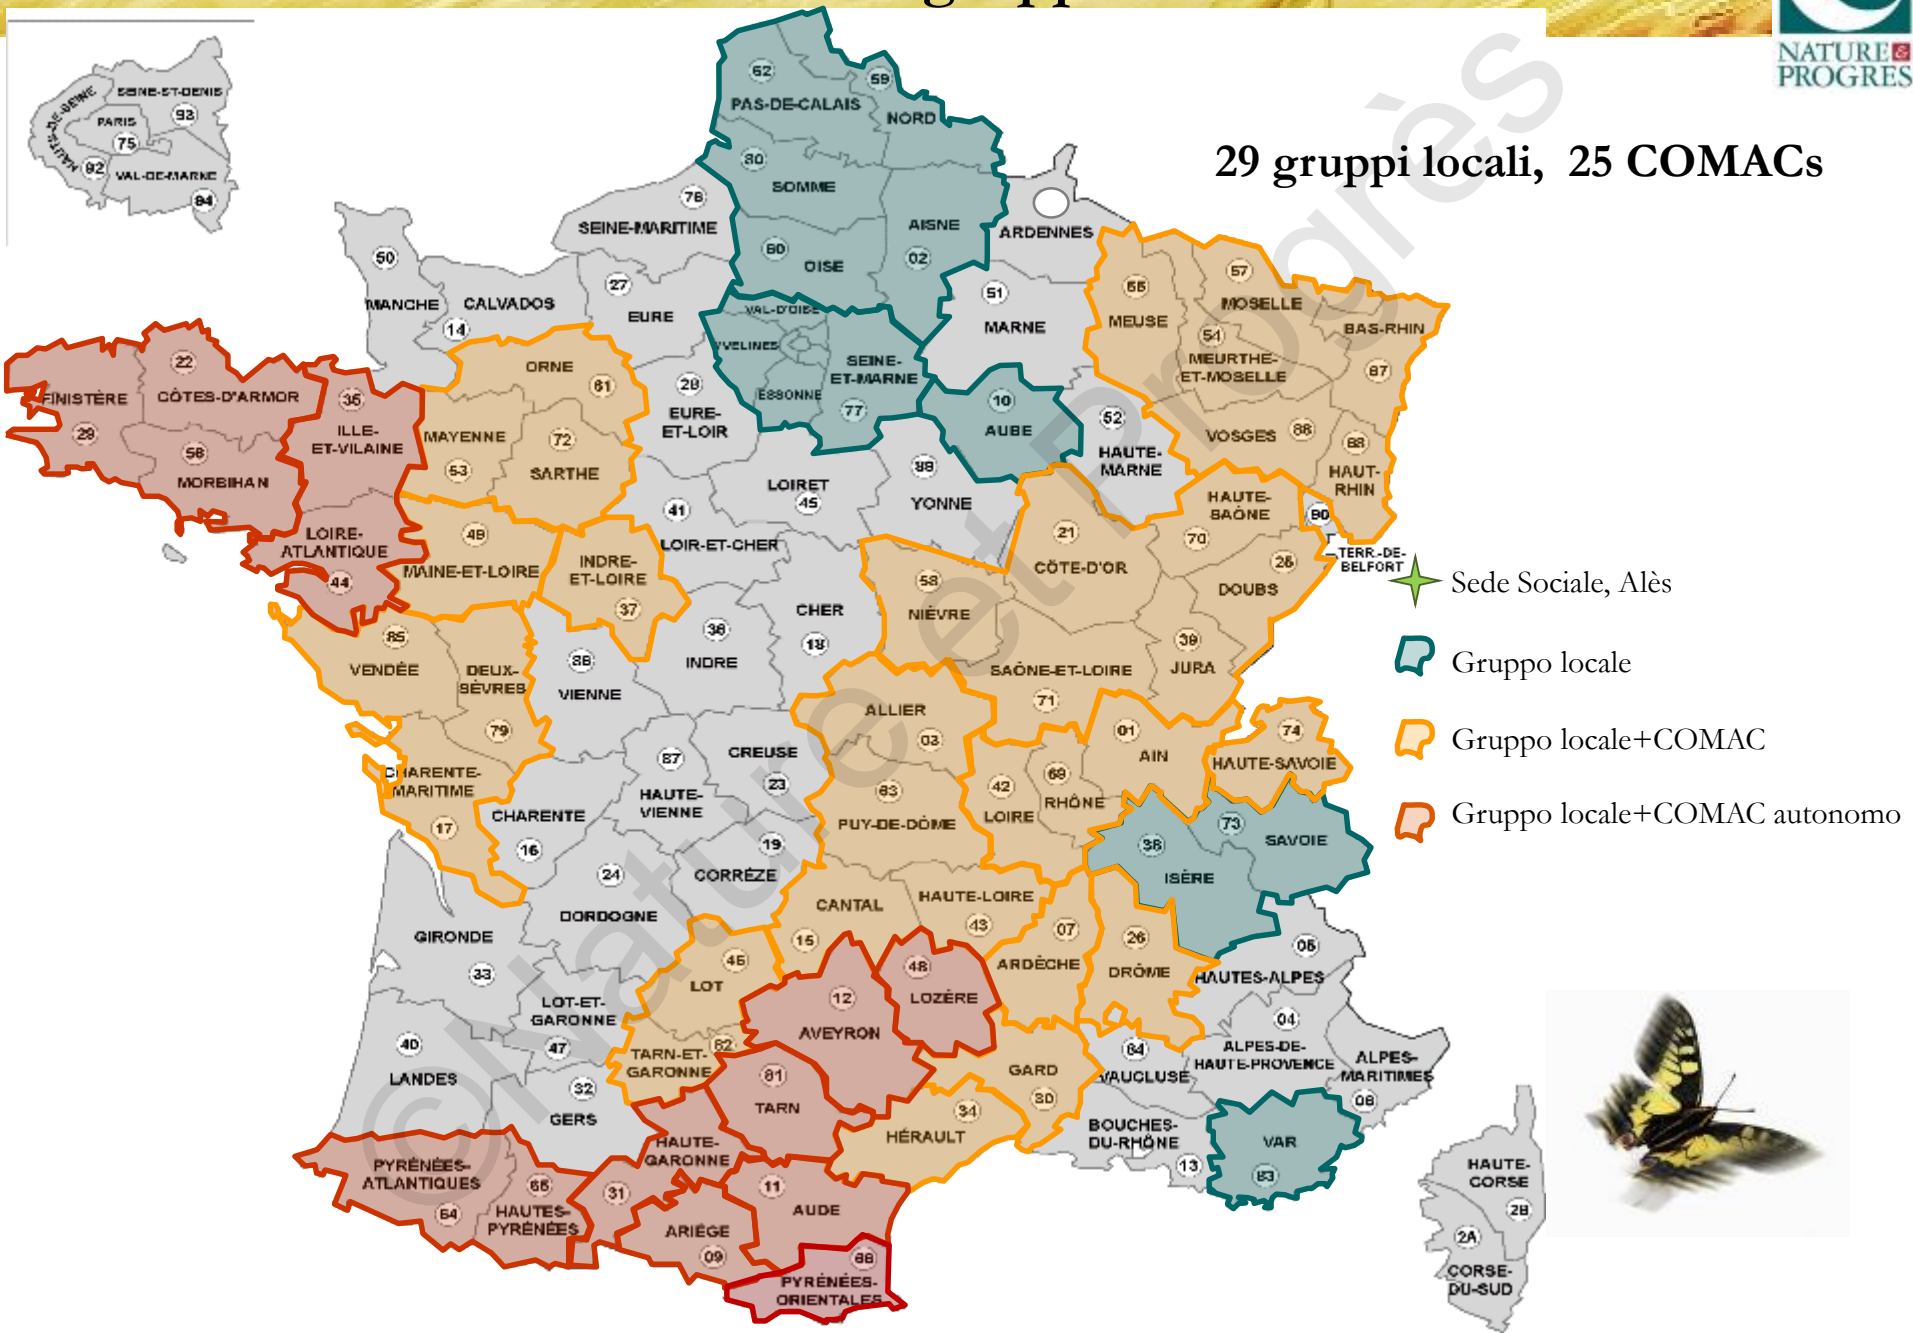 NATURE &
PROGRES
29 gruppi locali, 25 COMACs
SEINE-ST-DENIS
93
HAUTS-DE-SEINE
PARIS
75
92
VAL-DE-MARNE
94
62
59
PAS-DE-CALAIS
NORD
80
SOMME
76
SEINE-MARITIME
AISNE
02
60
OISE
ARDENNES
50
MANCHE
CALVADOS
14
27
EURE
VAL-D'OISE
YVELINES
ESSONNE
SEINE-
ET-MARNE
77
51
MARNE
55
MEUSE
57
MOSELLE
54
MEURTHE-
ET-MOSELLE
BAS-RHIN
67
22
CÔTES-D'ARMOR
FINISTÈRE
29
56
MORBIHAN
35
ILLE-
ET-VILAINE
ORNE
61
MAYENNE
53
72
SARTHE
28
EURE-
ET-LOIR
10
AUBE
52
HAUTE-
MARNE
VOSGES
88
68
HAUT-
RHIN
LOIRET
45
89
YONNE
41
LOIR-ET-CHER
LOIRE-
ATLANTIQUE
44
49
MAINE-ET-LOIRE
INDRE-
ET-LOIRE
37
21
CÔTE-D'OR
HAUTE-
SAÔNE
70
90
TERR.-DE-
BELFORT
25
DOUBS
58
NIÈVRE
CHER
18
36
INDRE
85
VENDÉE
DEUX-
SÈVRES
79
86
VIENNE
SAÔNE-ET-LOIRE
71
39
JURA
ALLIER
03
CREUSE
23
87
HAUTE-
VIENNE
CHARENTE-
MARITIME
17
CHARENTE
16
63
PUY-DE-DÔME
42
LOIRE
69
RHÔNE
01
AIN
74
HAUTE-SAVOIE
73
SAVOIE
38
ISÈRE
19
CORRÈZE
24
DORDOGNE
CANTAL
15
HAUTE-LOIRE
43
07
ARDÈCHE
26
DRÔME
05
HAUTES-ALPES
GIRONDE
33
46
LOT
12
AVEYRON
48
LOZÈRE
LOT-ET-
GARONNE
47
82
TARN-ET-
GARONNE
40
LANDES
32
GERS
81
TARN
GARD
30
34
HÉRAULT
84
VAUCLUSE
04
ALPES-DE-
HAUTE-PROVENCE
ALPES-
MARITIMES
06
BOUCHES-
DU-RHÔNE
13
VAR
83
PYRÉNÉES-
ATLANTIQUES
64
65
HAUTES-
PYRÉNÉES
HAUTE-
GARONNE
31
ARIÈGE
09
11
AUDE
66
PYRÉNÉES-
ORIENTALES
HAUTE-
CORSE
2B
2A
CORSE-
DU-SUD
Sede Sociale, Alès
Gruppo locale
Gruppo locale+COMAC
Gruppo locale+COMAC autonomo
©Nature et Progrès